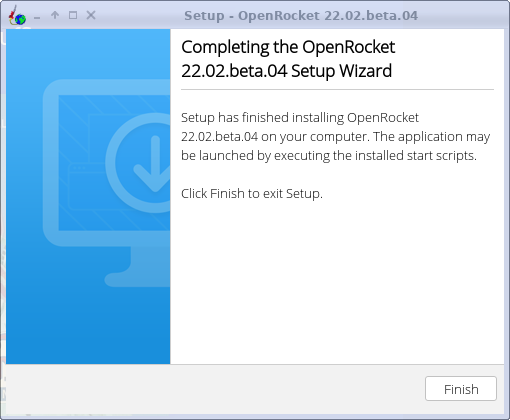 Setup - OpenRocket 22.02.beta.04
Completing the OpenRocket
22.02.beta.04 Setup Wizard
Setup has finished installing OpenRocket
22.02.beta.04 on your computer. The application may
be launched by executing the installed start scripts.
Click Finish to exit Setup.
Finish